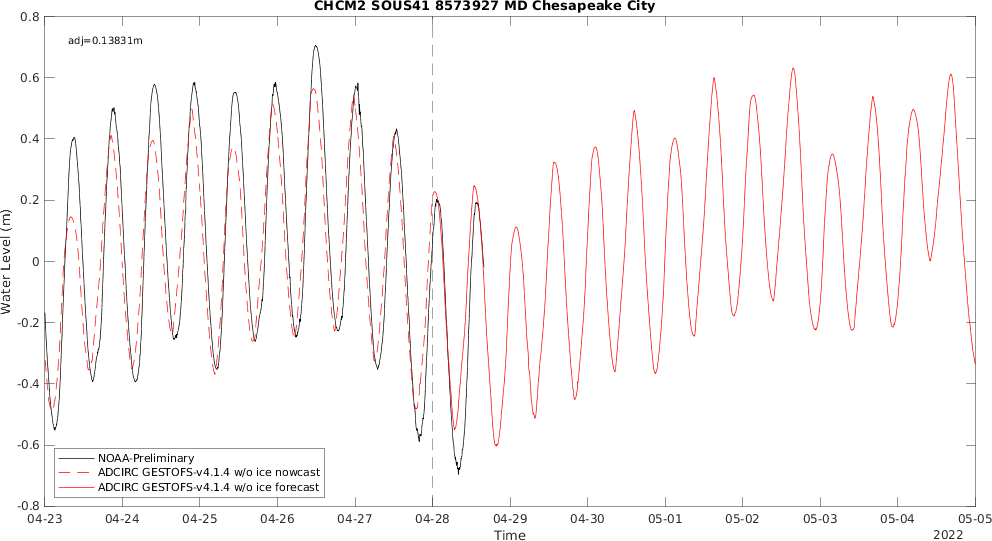 CHCM2 SOUS41 8573927 MD Chesapeake City
adj=0.13831m
0.8
0.6
0.4
0.2
0
-0.2
-0.4
-0.6
-0.8
Water Level (m)
NOAA-Preliminary
ADCIRC GESTOFS-v4.1.4 w/o ice nowcast
ADCIRC GESTOFS-v4.1.4 w/o ice forecast
04-23 04-24 04-25 04-26 04-27 04-28 04-29 04-30 05-01 05-02 05-03 05-04 05-05
Time
2022